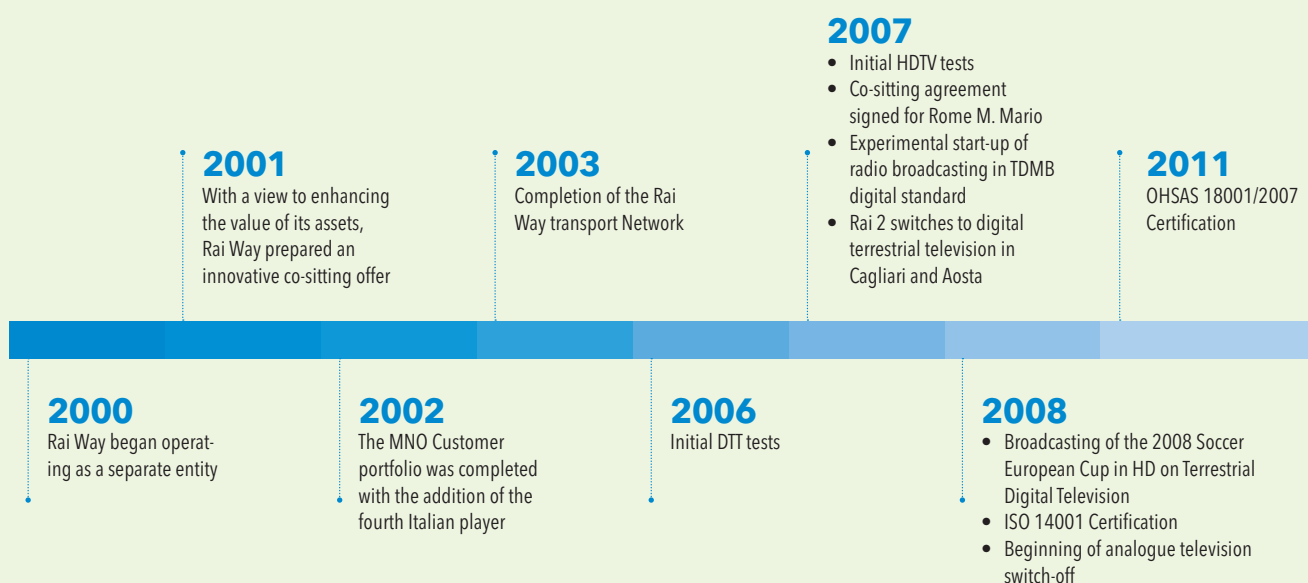 2000
Rai Way began operat-
ing as a separate entity
2001
With a view to enhancing
the value of its assets,
Rai Way prepared an
innovative co-sitting offer
2002
The MNO Customer
portfolio was completed
with the addition of the
fourth Italian player
2003
Completion of the Rai
Way transport Network
2006
Initial DTT tests
2007
• Initial HDTV tests
• Co-sitting agreement
signed for Rome M. Mario
• Experimental start-up of
radio broadcasting in TDMB
digital standard
• Rai 2 switches to digital
terrestrial television in
Cagliari and Aosta
2008
• Broadcasting of the 2008 Soccer
European Cup in HD on Terrestrial
Digital Television
• ISO 14001 Certification
• Beginning of analogue television
switch-off
2011
OHSAS 18001/2007
Certification